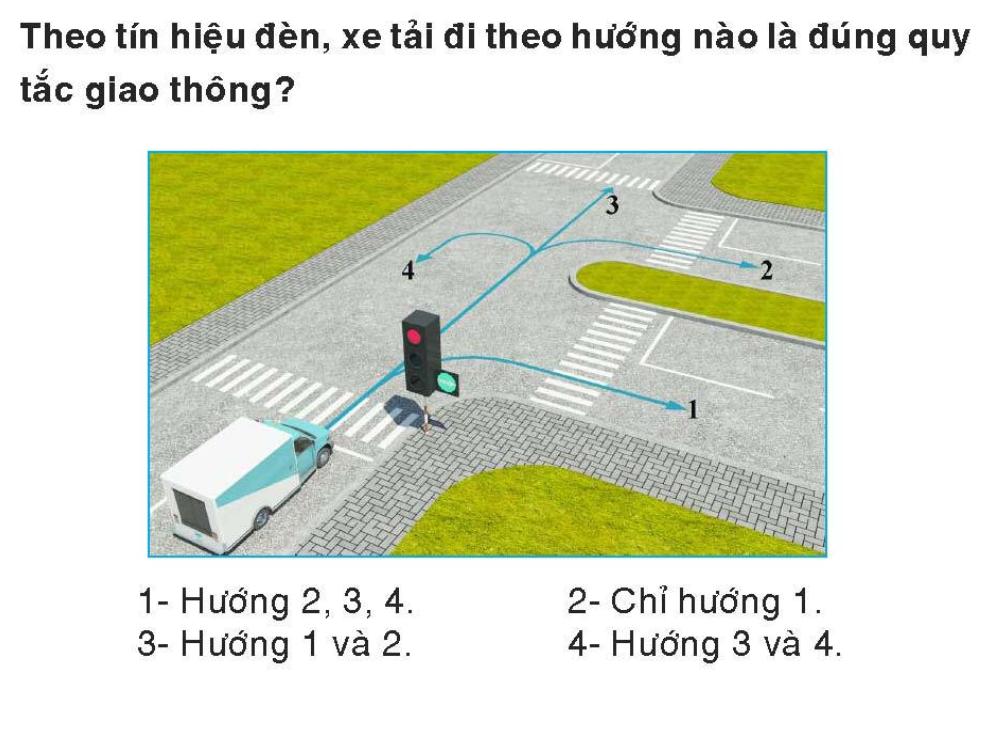 Theo tín hiệu đèn, xe tải đi theo hướng nào là đúng quy
tắc giao thông?
3
4
2
1
1- Hướng 2, 3, 4. 2- Chỉ hướng 1.
3- Hướng 1 và 2. 4- Hướng 3 và 4.